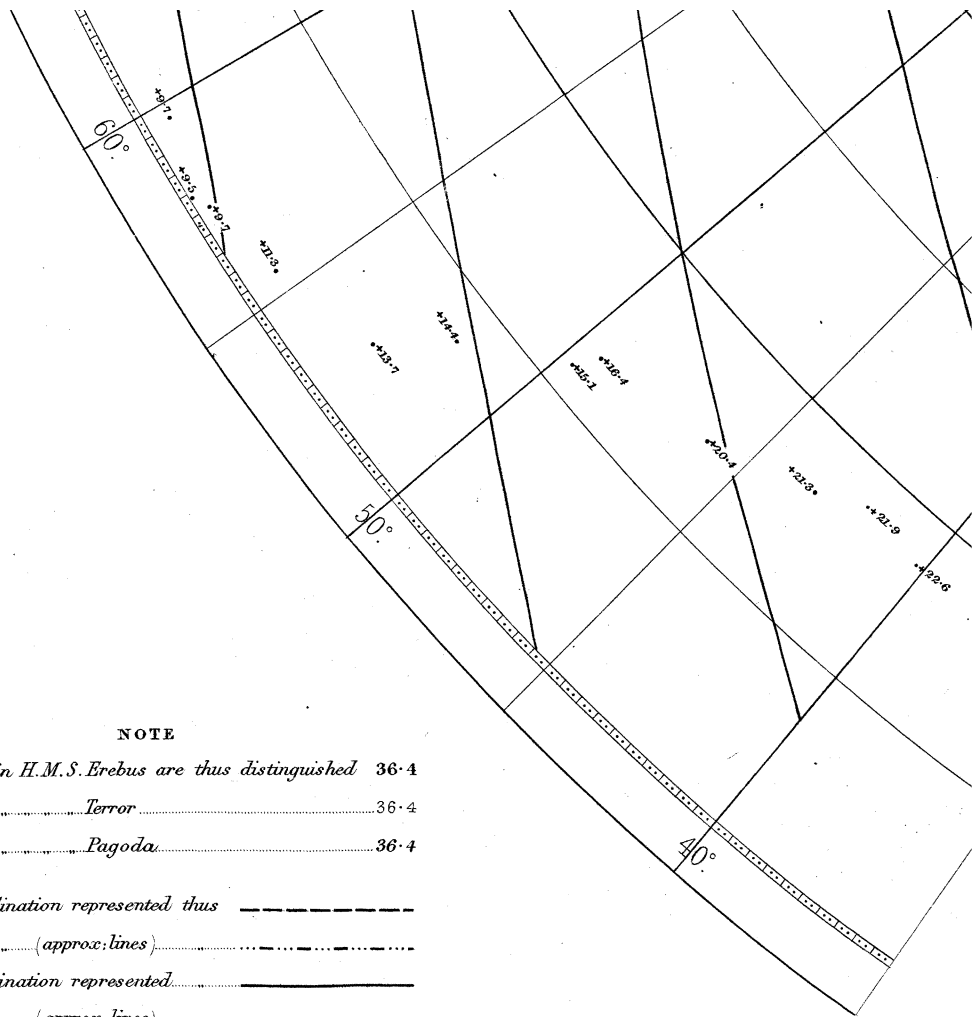 +9·7
60°.
+9·5
+9·7
+11·3
+14·4
+13·7
+15·1
+16·4
+20·4
+21·3
+21·9
+22·6
50°.
40°.
NOTE
in H.M.S. Erebus are thus distinguished 36·4
„ „ Terror 36·4
„ „ „ Pagoda 36·4
represented thus
„ (approx: lines) „
represented „
(approx: lines)